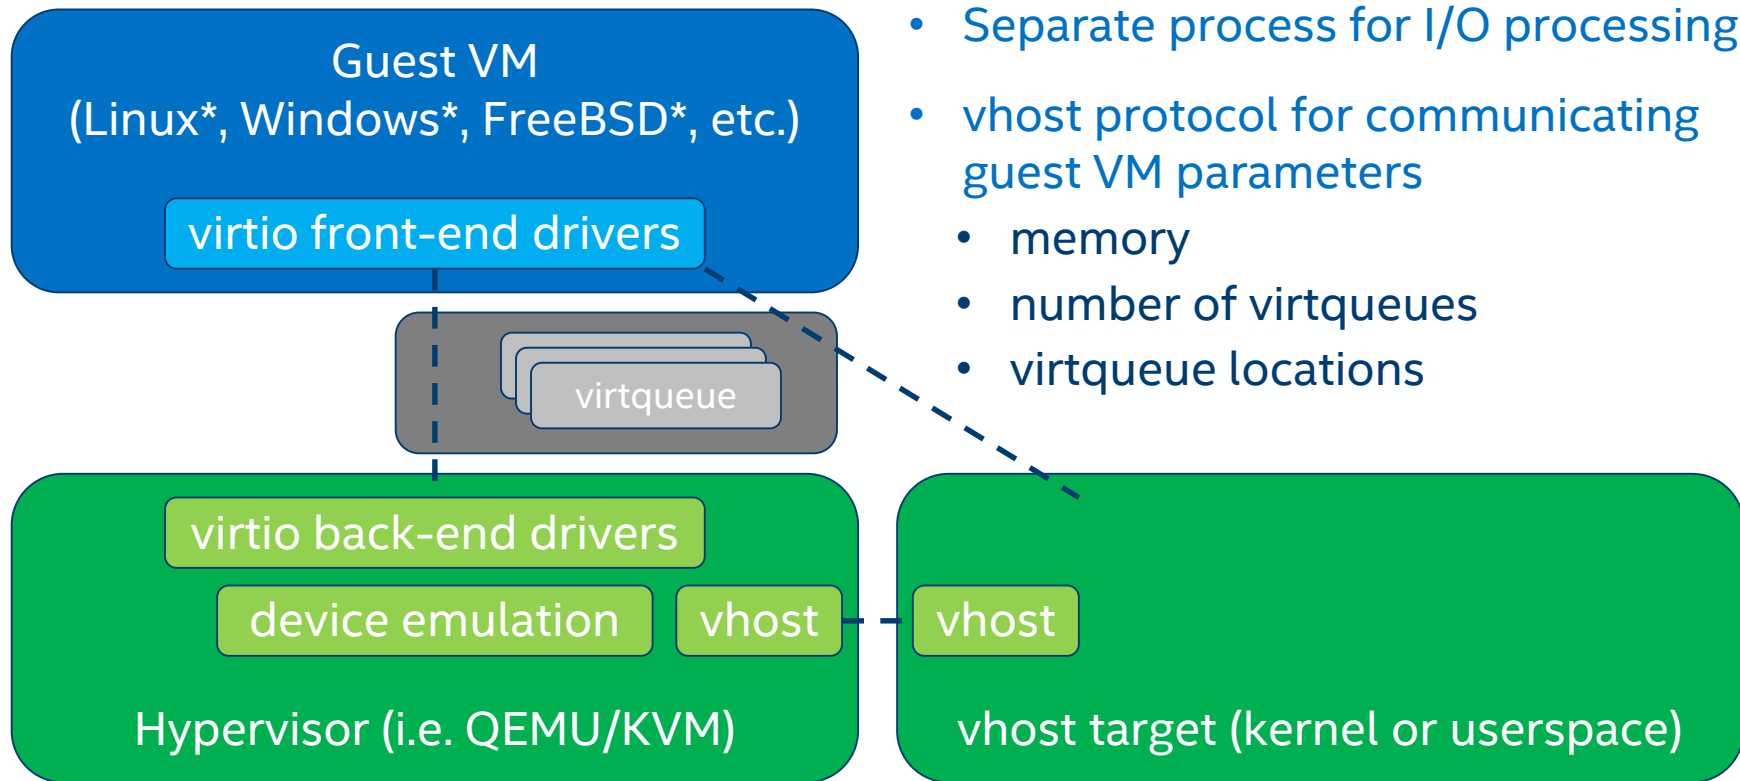 Guest VM
(Linux*, Windows*, FreeBSD*, etc.)
virtio front-end drivers
virtqueue
virtio back-end drivers
device emulation
vhost
Hypervisor (i.e. QEMU/KVM)
vhost
vhost target (kernel or userspace)
• Separate process for I/O processing
• vhost protocol for communicating
guest VM parameters
• memory
• number of virtqueues
• virtqueue locations